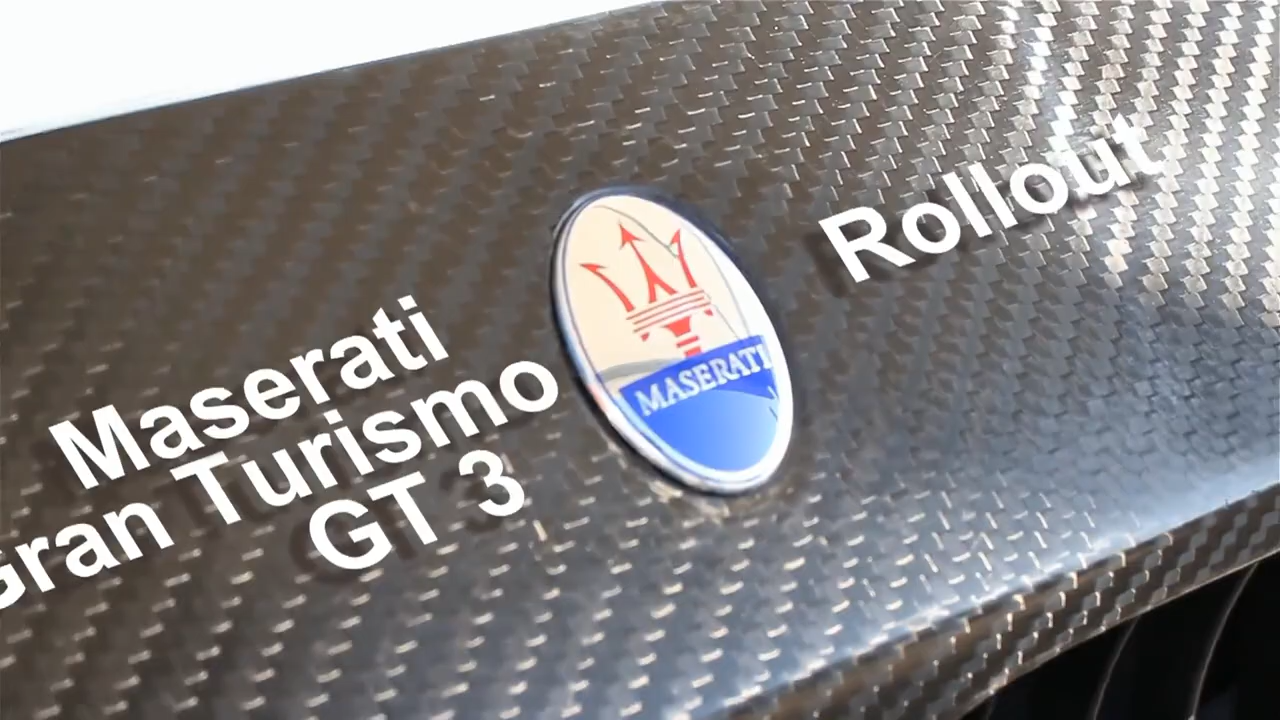 Maserati
Gran Turismo
GT 3
MASERATI
Rollout